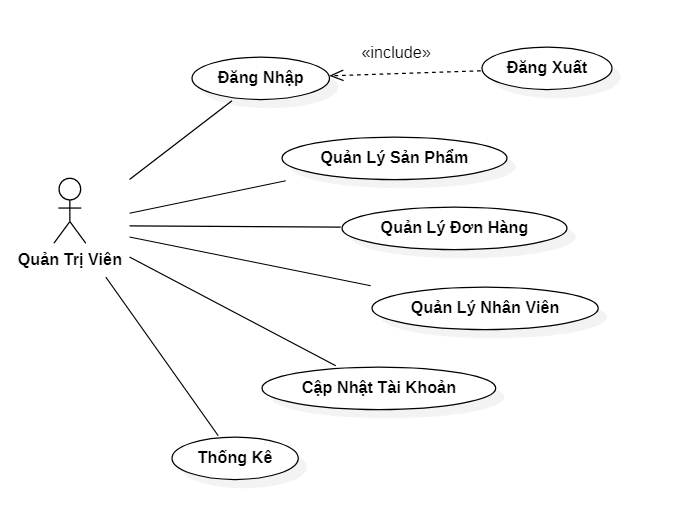 «include»
Đăng Nhập
Đăng Xuất
Quản Lý Sản Phẩm
Quản Lý Đơn Hàng
Quản Trị Viên
Quản Lý Nhân Viên
Cập Nhật Tài Khoản
Thống Kê